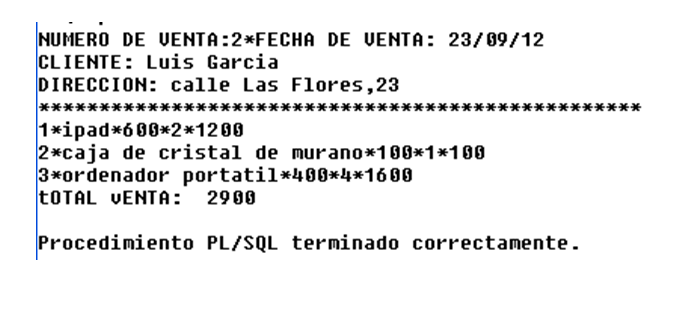 NUMERO DE VENTA:2*FECHA DE VENTA: 23/09/12
CLIENTE: Luis Garcia
DIRECCION: calle Las Flores,23
**************************************************
1*ipad*600*2*1200
2*caja de cristal de murano*100*1*100
3*ordenador portatil*400*4*1600
tOTAL vENTA:  2900
Procedimiento PL/SQL terminado correctamente.